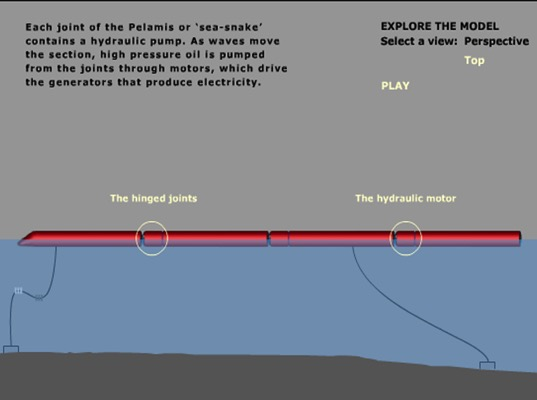 Each joint of the Pelamis or ‘sea-snake’
contains a hydraulic pump. As waves move
the section, high pressure oil is pumped
from the joints through motors, which drive
the generators that produce electricity.
EXPLORE THE MODEL
Select a view: Perspective
Top
PLAY
The hinged joints
The hydraulic motor